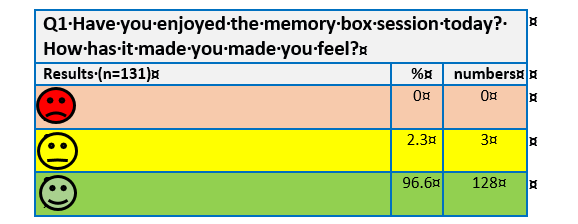 Q1·Have·you·enjoyed·the·memory·box·session·today?·
How·has·it·made·you·made·you·feel?¤ ¤
Results·(n=131)¤ %¤ numbers¤ ¤
0¤ 0¤ ¤
2.3¤ 3¤ ¤
96.6¤ 128¤ ¤